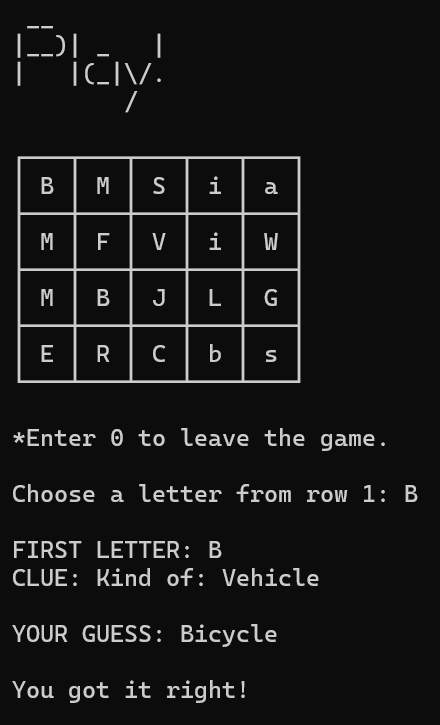 Play!
B M S i a
M F V i W
M B J L G
E R C b s
*Enter 0 to leave the game.
Choose a letter from row 1: B
FIRST LETTER: B
CLUE: Kind of: Vehicle
YOUR GUESS: Bicycle
You got it right!